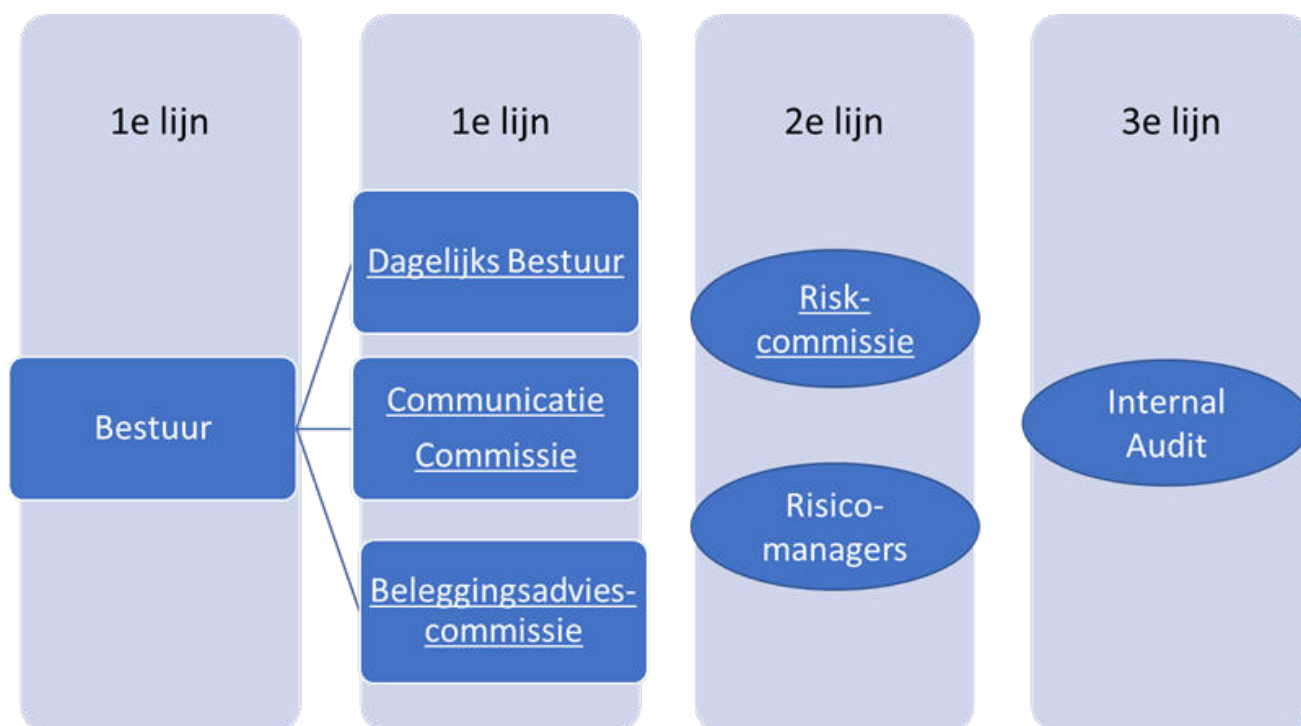 1e lijn
1e lijn
2e lijn
3e lijn
Bestuur
Dagelijks Bestuur
Communicatie
Commissie
Beleggingsadvies-
commissie
Risk-
commissie
Risico-
managers
Internal
Audit